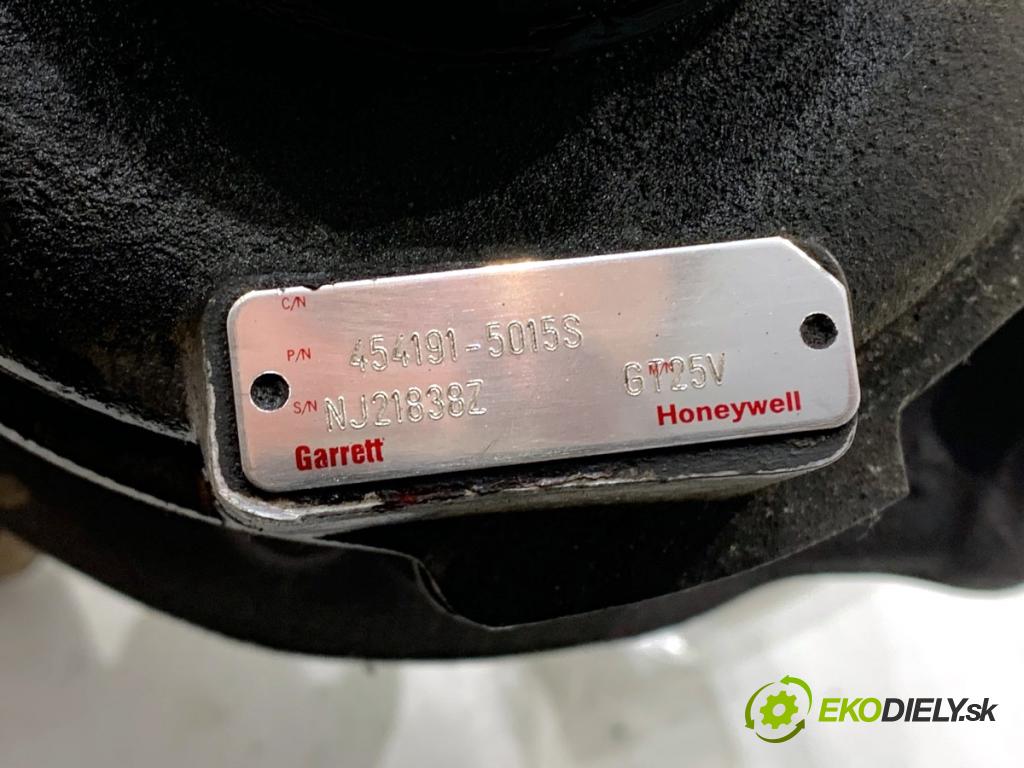 C/N
P/N 454191-5015S
S/N NJ21838Z M/N GT25V
Garrett Honeywell
EKODIELY.sk